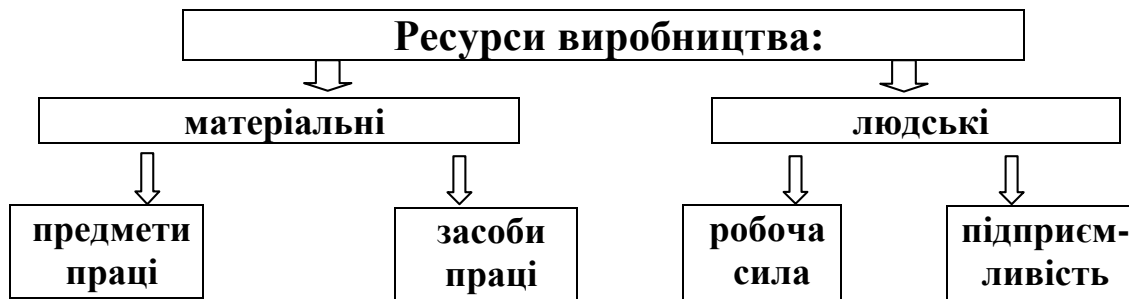 Ресурси виробництва:
матеріальні
людські
предмети
праці
засоби
праці
робоча
сила
підприєм-
ливість